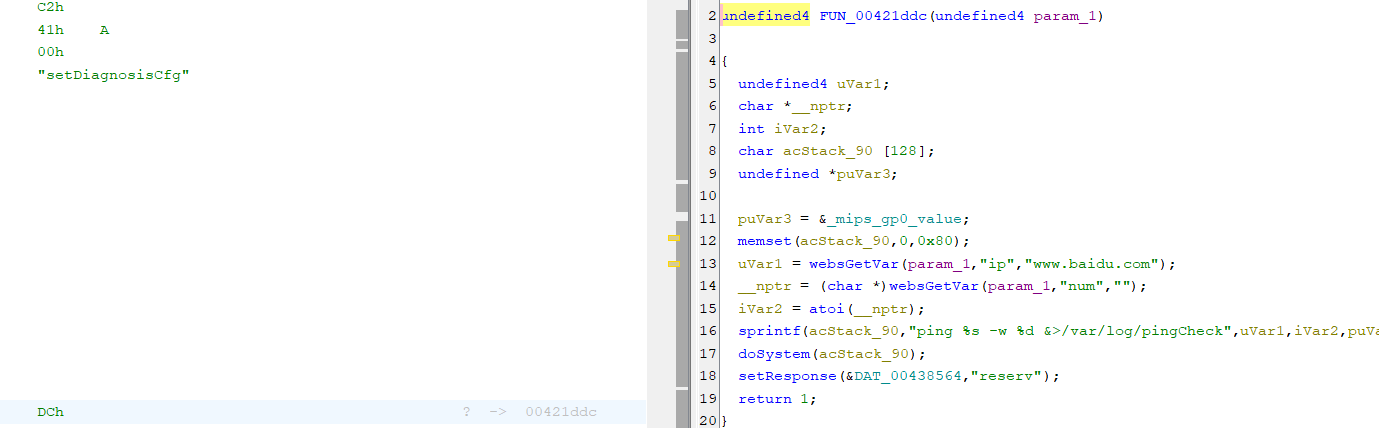 C2h
41h A
00h
"setDiagnosisCfg"
DCh ? -> 00421ddc
2 undefined4 FUN_00421ddc(undefined4 param_1)
3
4 {
5 undefined4 uVar1;
6 char *__nptr;
7 int iVar2;
8 char acStack_90 [128];
9 undefined *puVar3;
10
11 puVar3 = &_mips_gp0_value;
12 memset(acStack_90,0,0x80);
13 uVar1 = websGetVar(param_1,"ip","www.baidu.com");
14 __nptr = (char *)websGetVar(param_1,"num","");
15 iVar2 = atoi(__nptr);
16 sprintf(acStack_90,"ping %s -w %d &>/var/log/pingCheck",uVar1,iVar2,puVa
17 doSystem(acStack_90);
18 setResponse(&DAT_00438564,"reserv");
19 return 1;
20 }